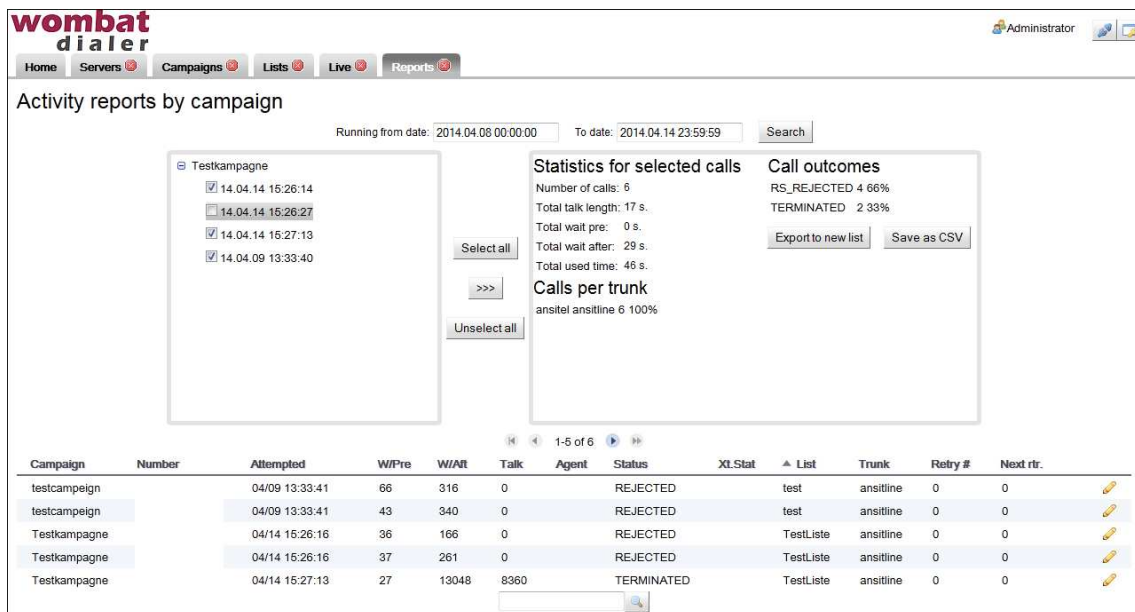 wombat
dialer
Administrator
Home Servers Campaigns Lists Live Reports
Activity reports by campaign
Running from date: 2014.04.08 00:00:00 To date: 2014.04.14 23:59:59 Search
Testkampagne
14.04.14 15:26:14
14.04.14 15:26:27
14.04.14 15:27:13
14.04.09 13:33:40
Select all
>>>
Unselect all
Statistics for selected calls
Number of calls: 6
Total talk length: 17 s.
Total wait pre: 0 s.
Total wait after: 29 s.
Total used time: 46 s.
Calls per trunk
ansitel ansitline 6 100%
Call outcomes
RS_REJECTED 4 66%
TERMINATED 2 33%
Export to new list Save as CSV
1-5 of 6
Campaign Number Attempted W/Pre W/Aft Talk Agent Status Xt.Stat List Trunk Retry # Next rtr.
testcampeign 04/09 13:33:41 66 316 0 REJECTED test ansitline 0 0
testcampeign 04/09 13:33:41 43 340 0 REJECTED test ansitline 0 0
Testkampagne 04/14 15:26:16 36 166 0 REJECTED TestListe ansitline 0 0
Testkampagne 04/14 15:26:16 37 261 0 REJECTED TestListe ansitline 0 0
Testkampagne 04/14 15:27:13 27 13048 8360 TERMINATED TestListe ansitline 0 0